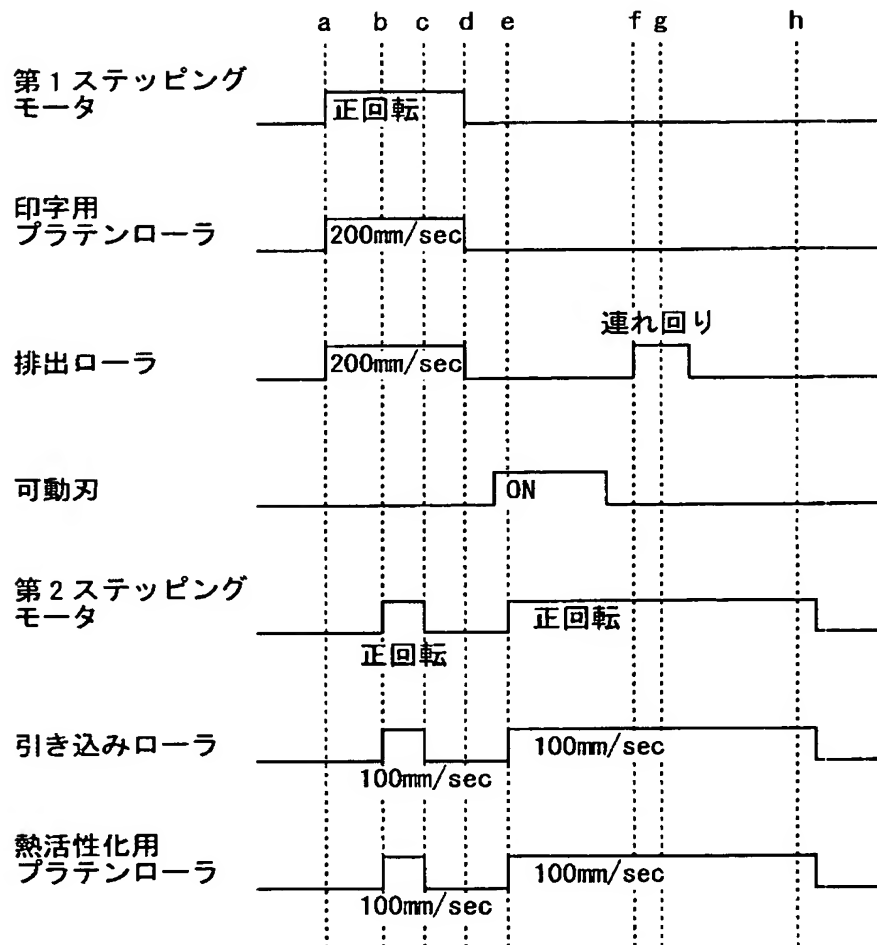 a b c d e f g h
第1ステッピング
モータ
正回転
印字用
プラテンローラ
200mm/sec
連れ回り
排出ローラ
200mm/sec
可動刃
ON
第2ステッピング
モータ
正回転
正回転
引き込みローラ
100mm/sec
100mm/sec
熱活性化用
プラテンローラ
100mm/sec
100mm/sec